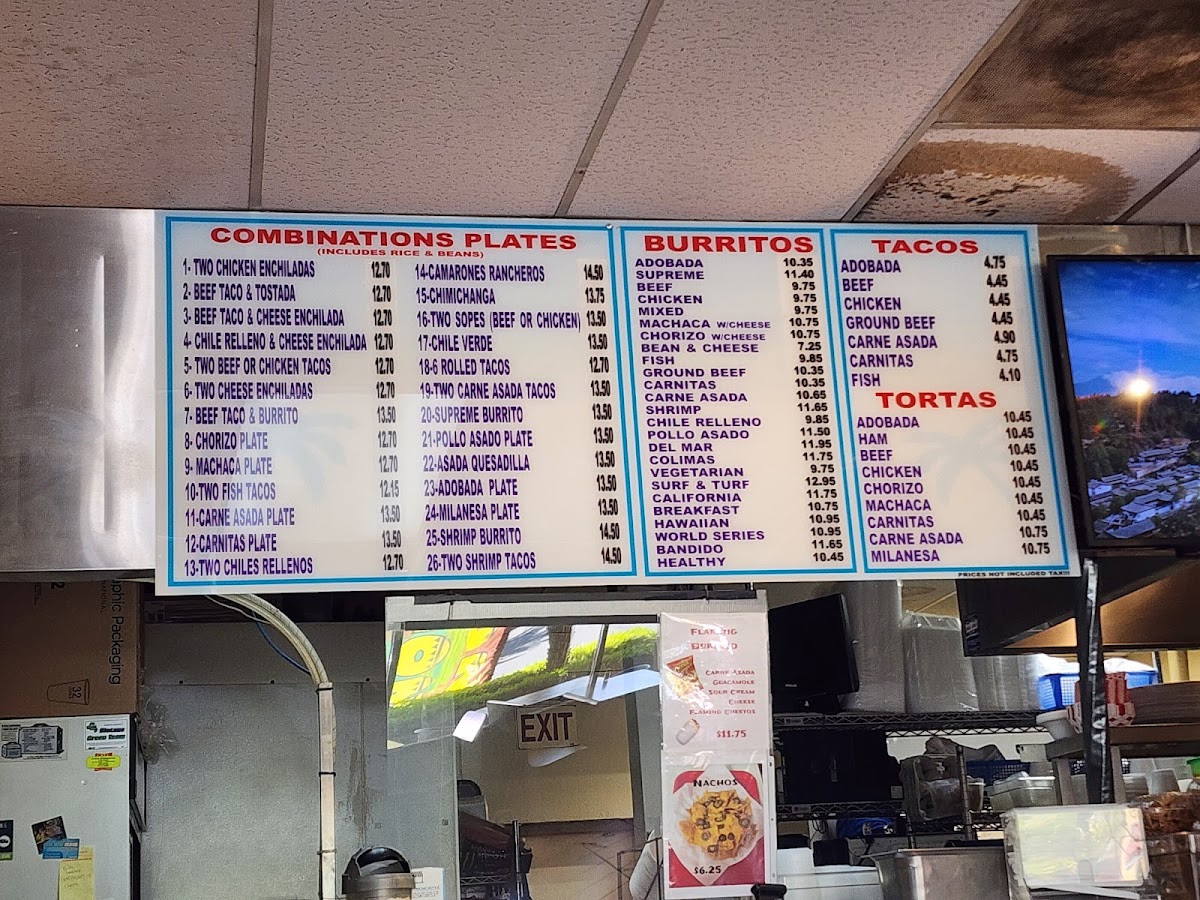 COMBINATIONS PLATES
(INCLUDES RICE & BEANS)
1- TWO CHICKEN ENCHILADAS 12.70
2- BEEF TACO & TOSTADA 12.70
3- BEEF TACO & CHEESE ENCHILADA 12.70
4- CHILE RELLENO & CHEESE ENCHILADA 12.70
5- TWO BEEF OR CHICKEN TACOS 12.70
6- TWO CHEESE ENCHILADAS 12.70
7- BEEF TACO & BURRITO 13.50
8- CHORIZO PLATE 12.70
9- MACHACA PLATE 12.70
10-TWO FISH TACOS 12.15
11-CARNE ASADA PLATE 13.50
12-CARNITAS PLATE 13.50
13-TWO CHILES RELLENOS 12.70
14-CAMARONES RANCHEROS 14.50
15-CHIMICHANGA 13.75
16-TWO SOPES (BEEF OR CHICKEN) 13.50
17-CHILE VERDE 13.50
18-6 ROLLED TACOS 12.70
19-TWO CARNE ASADA TACOS 13.50
20-SUPREME BURRITO 13.50
21-POLLO ASADO PLATE 13.50
22-ASADA QUESADILLA 13.50
23-ADOBADA PLATE 13.50
24-MILANESA PLATE 13.50
25-SHRIMP BURRITO 14.50
26-TWO SHRIMP TACOS 14.50
BURRITOS
ADOBADA 10.35
SUPREME 11.40
BEEF 9.75
CHICKEN 9.75
MIXED 9.75
MACHACA W/CHEESE 10.75
CHORIZO W/CHEESE 10.75
BEAN & CHEESE 7.25
FISH 9.85
GROUND BEEF 10.35
CARNITAS 10.35
CARNE ASADA 10.65
SHRIMP 11.65
CHILE RELLENO 9.85
POLLO ASADO 11.50
DEL MAR 11.95
COLIMAS 11.75
VEGETARIAN 9.75
SURF & TURF 12.95
CALIFORNIA 11.75
BREAKFAST 10.75
HAWAIIAN 10.95
WORLD SERIES 10.95
BANDIDO 11.65
HEALTHY 10.45
TACOS
ADOBADA 4.75
BEEF 4.45
CHICKEN 4.45
GROUND BEEF 4.45
CARNE ASADA 4.90
CARNITAS 4.75
FISH 4.10
TORTAS
ADOBADA 10.45
HAM 10.45
BEEF 10.45
CHICKEN 10.45
CHORIZO 10.45
MACHACA 10.45
CARNITAS 10.45
CARNE ASADA 10.75
MILANESA 10.75
PRICES NOT INCLUDED TAX!!!
phic Packaging
32
EXIT
CARNE ASADA
GUACAMOLE
SOUR CREAM
CHEESE
FLAMING CHEETOS
$11.75
NACHOS
$6.25